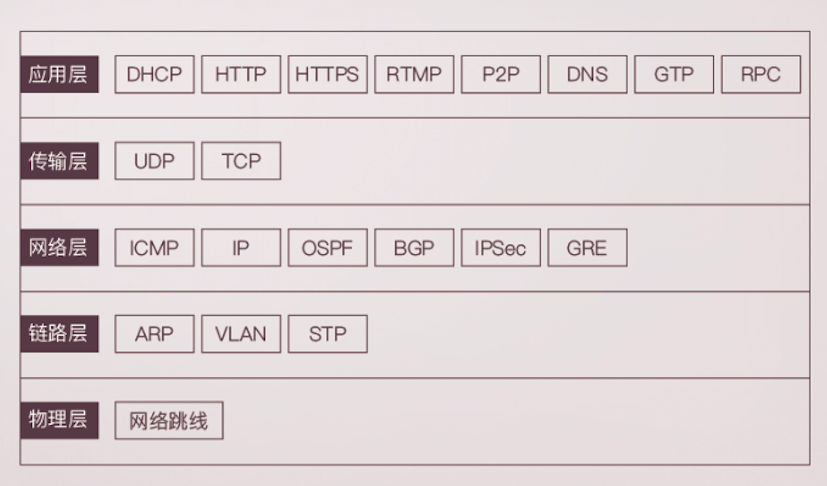 应用层 DHCP HTTP HTTPS RTMP P2P DNS GTP RPC
传输层 UDP TCP
网络层 ICMP IP OSPF BGP IPSec GRE
链路层 ARP VLAN STP
物理层 网络跳线